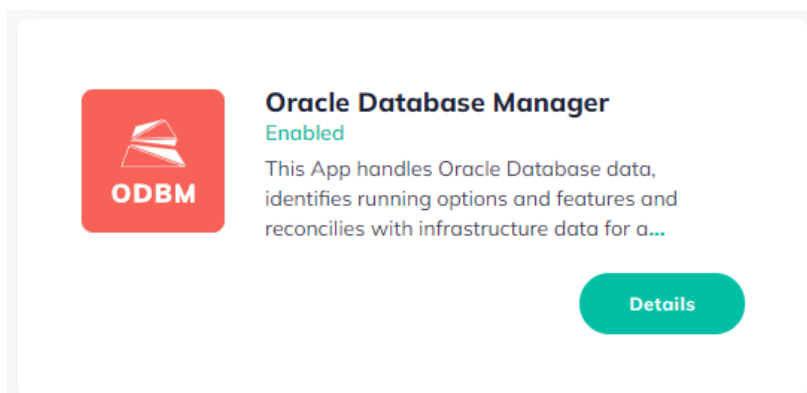 Oracle Database Manager
Enabled
This App handles Oracle Database data,
identifies running options and features and
reconcilies with infrastructure data for a...
ODBM
Details